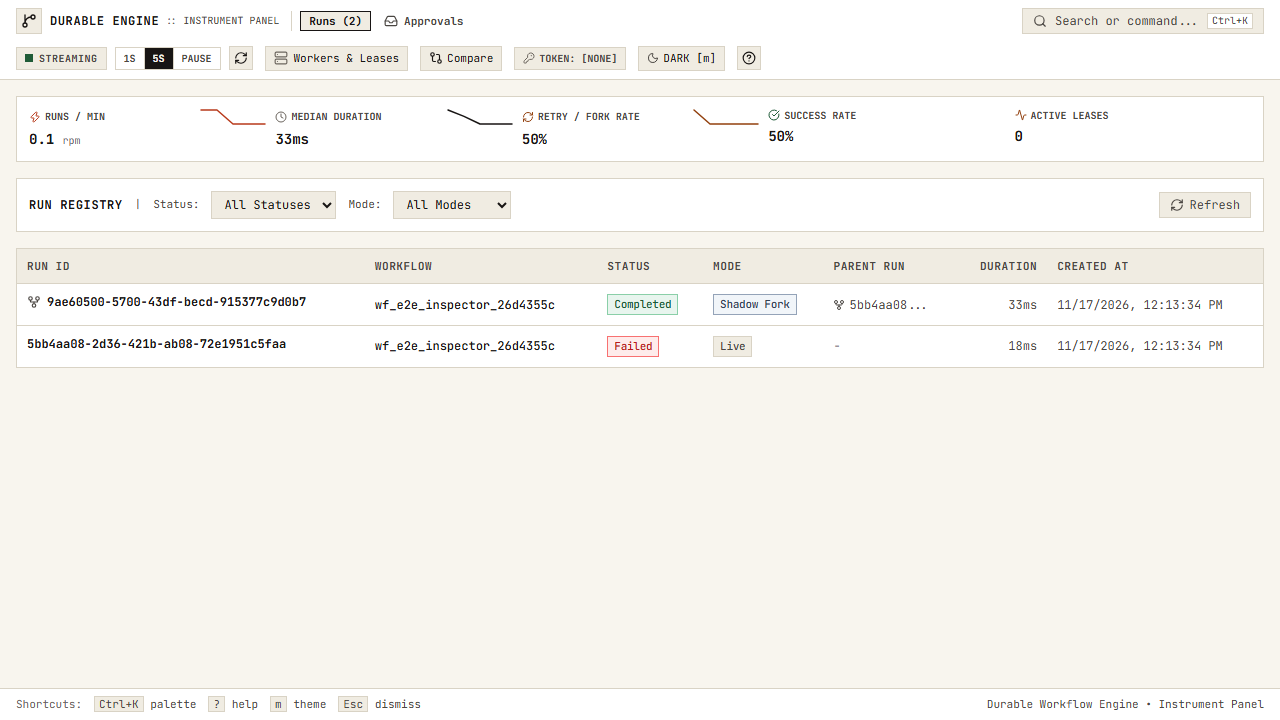 DURABLE ENGINE :: INSTRUMENT PANEL Runs (2) Approvals Search or command... Ctrl+K
STREAMING 1S 5S PAUSE Workers & Leases Compare TOKEN: [NONE] DARK [m]
RUNS / MIN MEDIAN DURATION RETRY / FORK RATE SUCCESS RATE ACTIVE LEASES
0.1 rpm 33ms 50% 50% 0
RUN REGISTRY | Status: All Statuses Mode: All Modes Refresh
RUN ID WORKFLOW STATUS MODE PARENT RUN DURATION CREATED AT
9ae60500-5700-43df-becd-915377c9d0b7 wf_e2e_inspector_26d4355c Completed Shadow Fork 5bb4aa08... 33ms 11/17/2026, 12:13:34 PM
5bb4aa08-2d36-421b-ab08-72e1951c5faa wf_e2e_inspector_26d4355c Failed Live - 18ms 11/17/2026, 12:13:34 PM
Shortcuts: Ctrl+K palette ? help m theme Esc dismiss Durable Workflow Engine • Instrument Panel